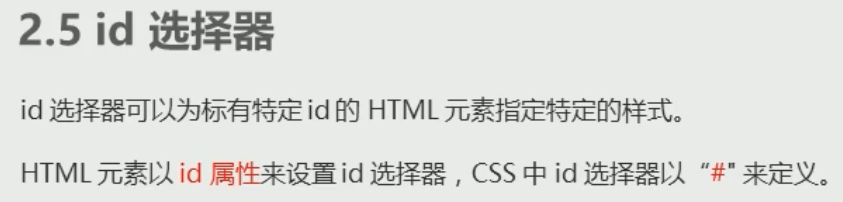 2.5 id 选择器
id 选择器可以为标有特定 id 的 HTML 元素指定特定的样式。
HTML 元素以 id 属性来设置 id 选择器，CSS 中 id 选择器以“#" 来定义。